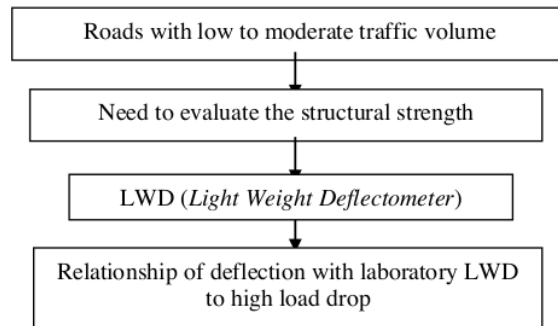 Roads with low to moderate traffic volume
Need to evaluate the structural strength
LWD (Light Weight Deflectometer)
Relationship of deflection with laboratory LWD
to high load drop